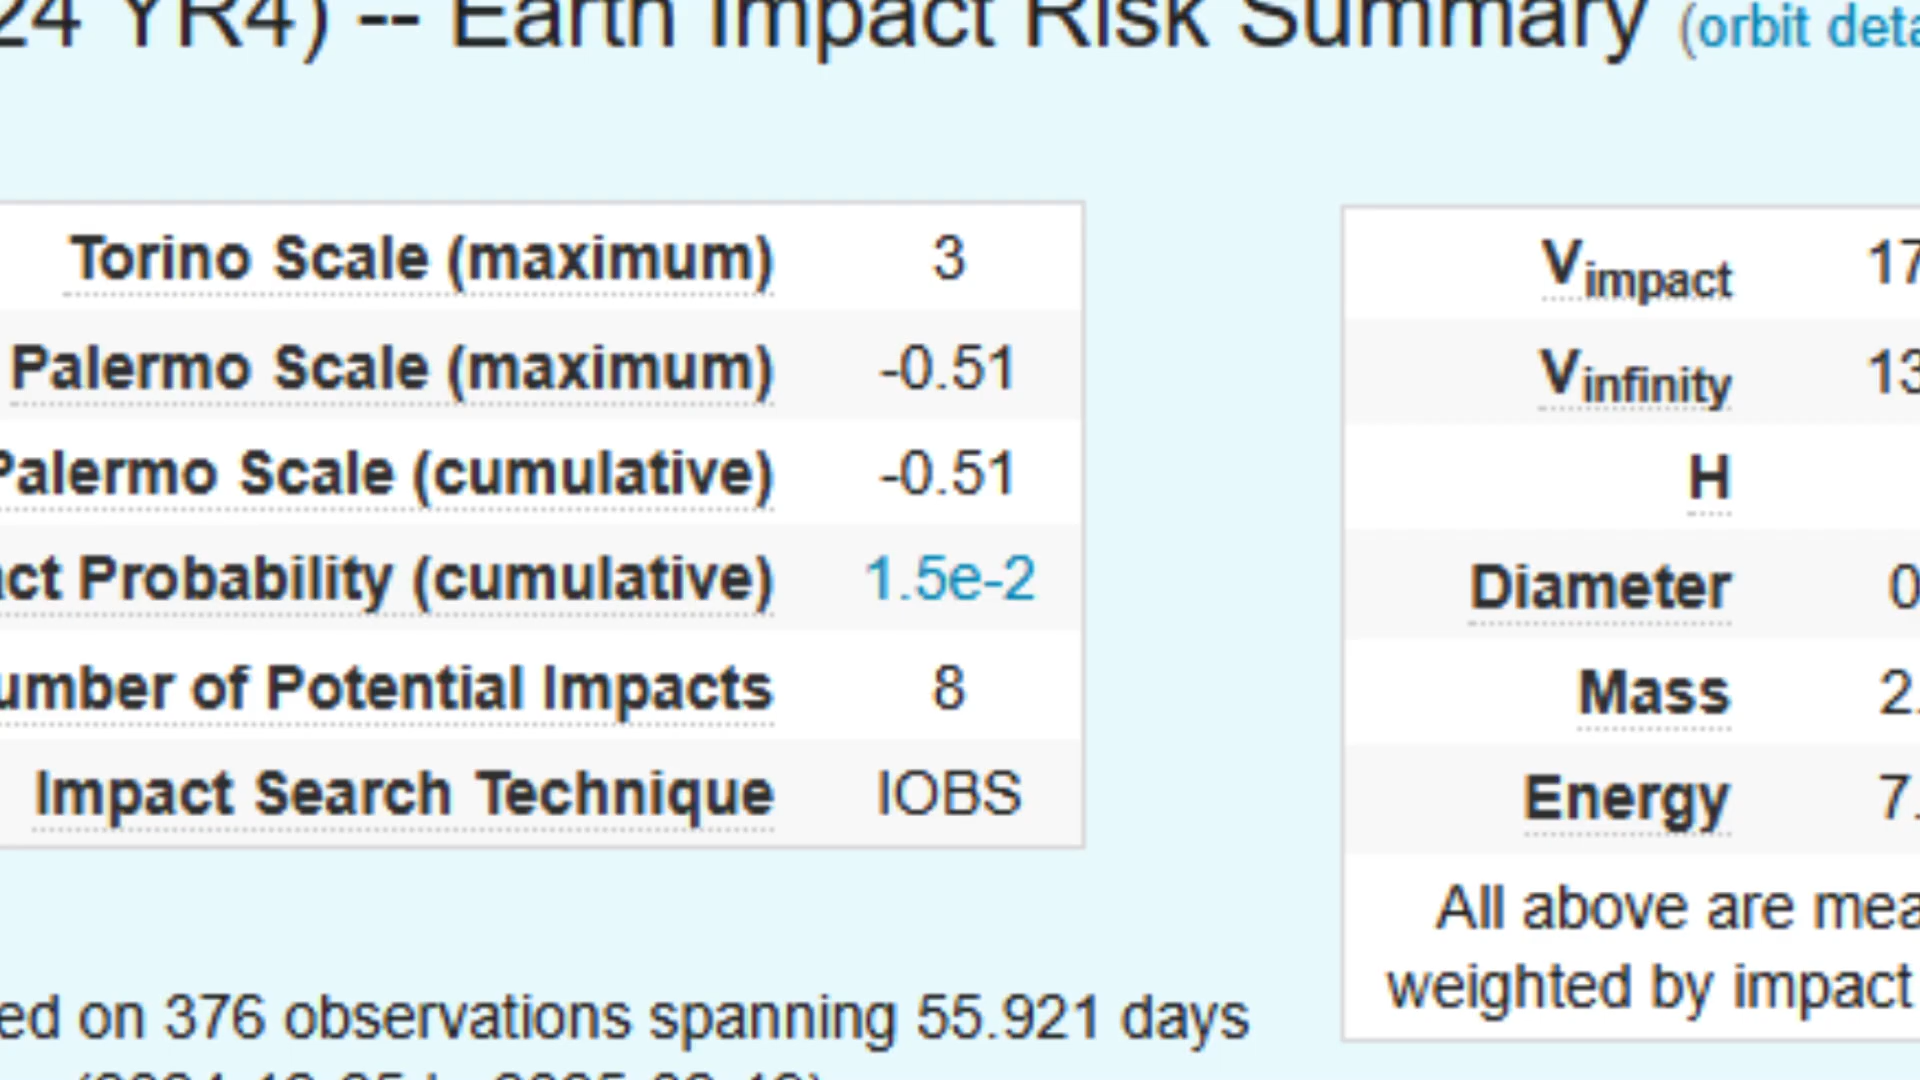 24 YR4) -- Earth Impact Risk Summary (orbit deta
Torino Scale (maximum) 3
Palermo Scale (maximum) -0.51
Palermo Scale (cumulative) -0.51
ct Probability (cumulative) 1.5e-2
umber of Potential Impacts 8
Impact Search Technique IOBS
Vimpact 17
Vinfinity 13
H
Diameter 0
Mass 2.
Energy 7.
All above are mea
weighted by impact
ed on 376 observations spanning 55.921 days